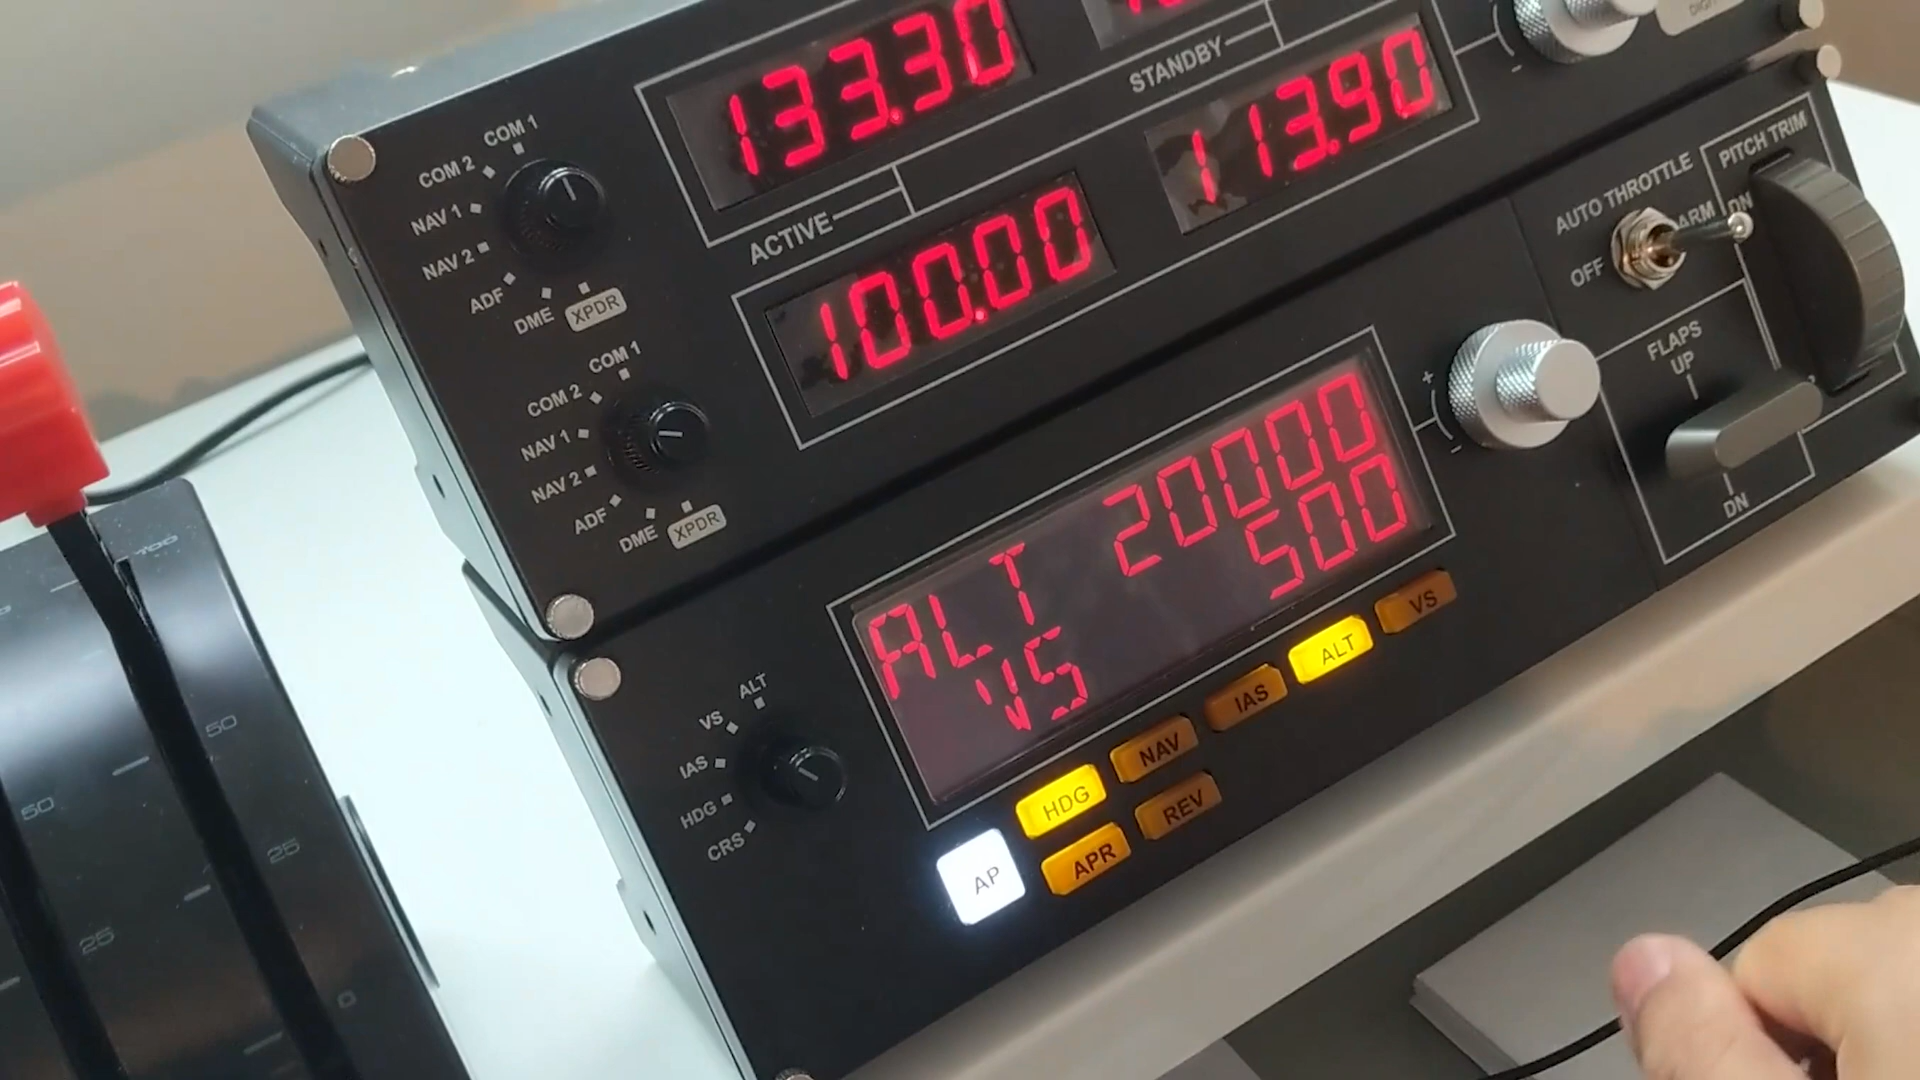 133.30
STANDBY
ACTIVE
100.00
113.90
COM 1
COM 2
NAV 1
NAV 2
ADF
DME
XPDR
COM 1
COM 2
NAV 1
NAV 2
ADF
DME
XPDR
AUTO THROTTLE
OFF
ARM
PITCH TRIM
DN
FLAPS
UP
DN
+
-
ALT 20000
VS 500
ALT
VS
IAS
HDG
CRS
AP
HDG
NAV
IAS
ALT
VS
APR
REV
100
50
25
0
50
25